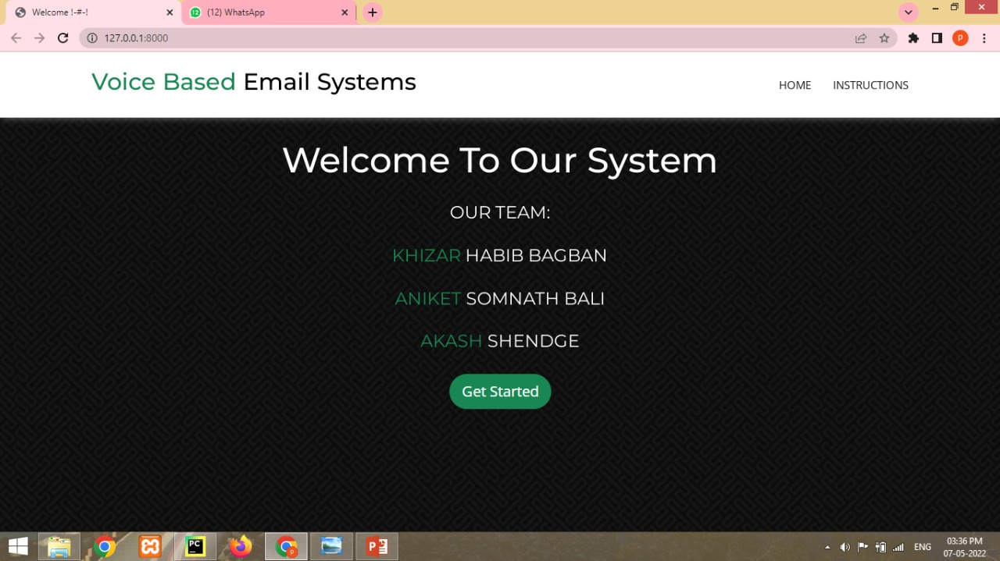 Welcome !-#-!
(12) WhatsApp
127.0.0.1:8000
P
Voice Based Email Systems
HOME
INSTRUCTIONS
Welcome To Our System
OUR TEAM:
KHIZAR HABIB BAGBAN
ANIKET SOMNATH BALI
AKASH SHENDGE
Get Started
PC
ENG
03:36 PM
07-05-2022